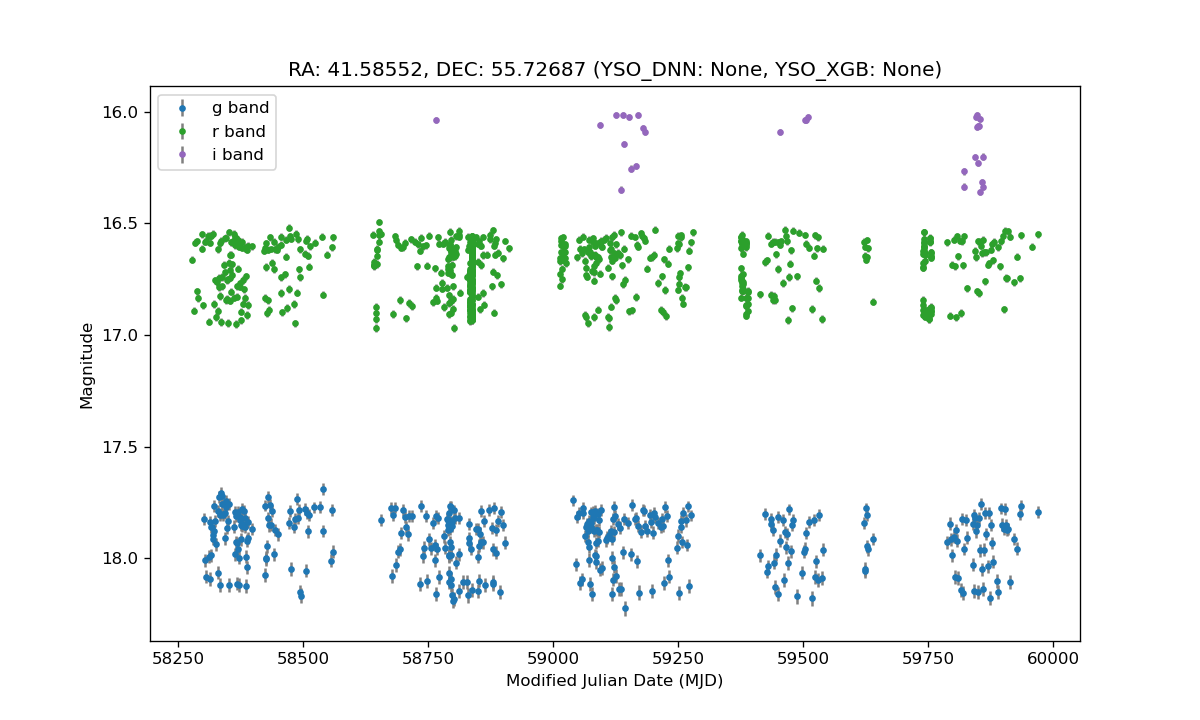 RA: 41.58552, DEC: 55.72687 (YSO_DNN: None, YSO_XGB: None)
g band
r band
i band
16.0
16.5
17.0
17.5
18.0
Magnitude
58250 58500 58750 59000 59250 59500 59750 60000
Modified Julian Date (MJD)